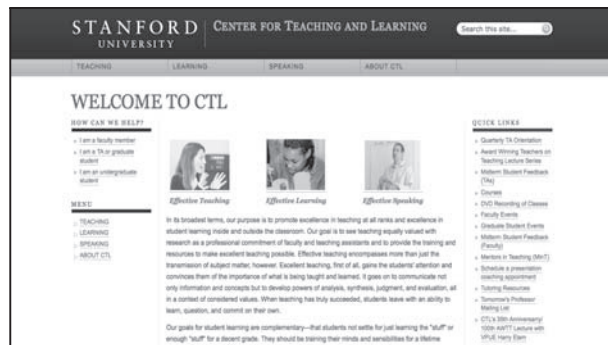 STANFORD
UNIVERSITY
CENTER FOR TEACHING AND LEARNING
Search this site...
TEACHING
LEARNING
SPEAKING
ABOUT CTL
WELCOME TO CTL
HOW CAN WE HELP?
I am a faculty member
I am a TA or graduate
student
I am an undergraduate
student
MENU
TEACHING
LEARNING
SPEAKING
ABOUT CTL
Effective Teaching
Effective Learning
Effective Speaking
In its broadest terms, our purpose is to promote excellence in teaching at all ranks and excellence in
student learning inside and outside the classroom. Our goal is to see teaching equally valued with
research as a professional commitment of faculty and teaching assistants and to provide the training and
resources to make excellent teaching possible. Effective teaching encompasses more than just the
transmission of subject matter, however. Excellent teaching, first of all, gains the students' attention and
convinces them of the importance of what is being taught and learned. It goes on to communicate not
only information and concepts but to develop powers of analysis, synthesis, judgment, and evaluation, all
in a context of considered values. When teaching has truly succeeded, students leave with an ability to
learn, question, and commit on their own.
Our goals for student learning are complementary—that students not settle for just learning the "stuff" or
enough "stuff" for a decent grade. They should be training their minds and sensibilities for a lifetime
QUICK LINKS
Quarterly TA Orientation
Award Winning Teachers on
Teaching Lecture Series
Midterm Student Feedback
(TAs)
Courses
DVD Recording of Classes
Faculty Events
Graduate Student Events
Midterm Student Feedback
(Faculty)
Mentors in Teaching (MinT)
Schedule a presentation
coaching appointment
Tutoring Resources
Tomorrow's Professor
Mailing List
CTL's 35th Anniversary/
100th AWTT Lecture with
VPUE Harry Elam